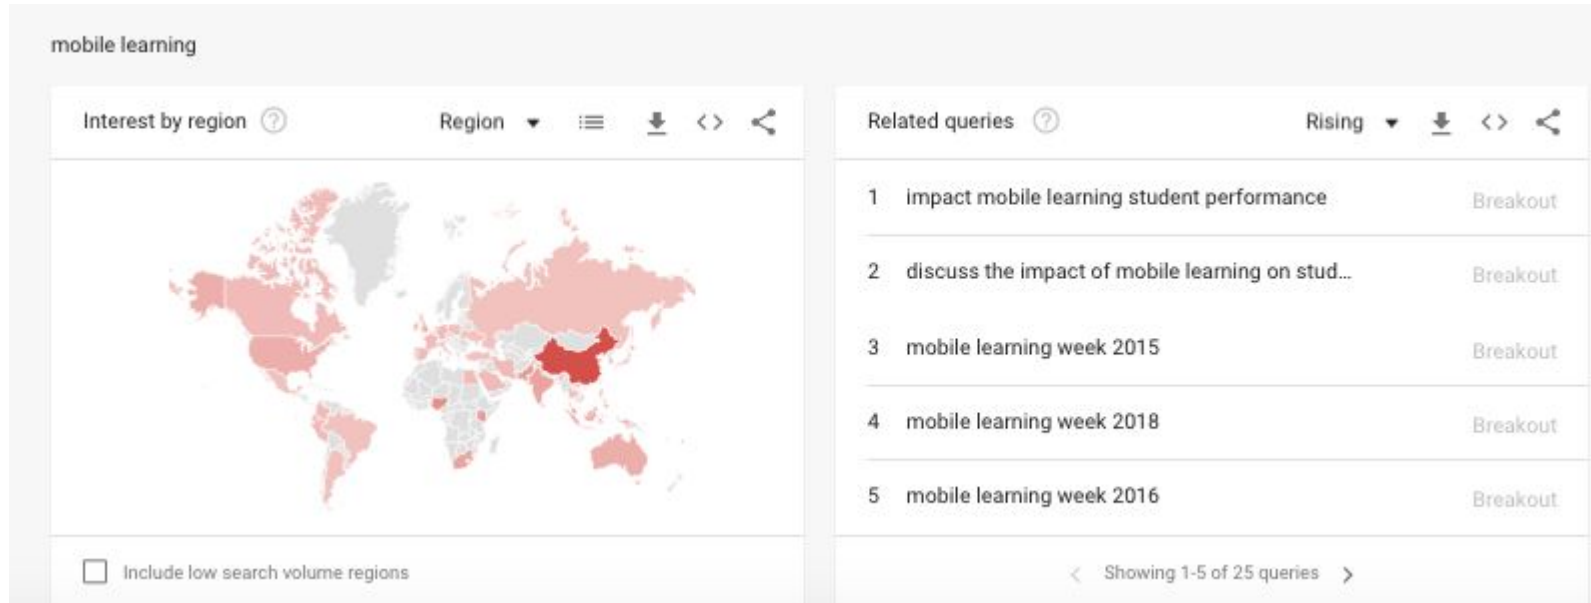 mobile learning
Interest by region
Region
Include low search volume regions
Related queries
Rising
1 impact mobile learning student performance Breakout
2 discuss the impact of mobile learning on stud... Breakout
3 mobile learning week 2015 Breakout
4 mobile learning week 2018 Breakout
5 mobile learning week 2016 Breakout
Showing 1-5 of 25 queries